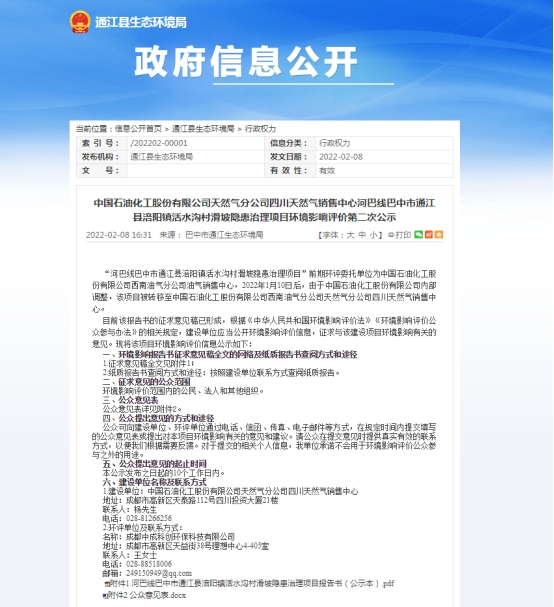 通江县生态环境局
政府信息公开
当前位置：信息公开首页 > 通江县生态环境局 > 行政权力
索 引 号： /202202-00001 信息分类： 行政权力
发布机构： 通江县生态环境局 发文日期： 2022-02-08
文 号： 有 效 性： 有效
中国石油化工股份有限公司天然气分公司四川天然气销售中心河巴线巴中市通江
县涪阳镇活水沟村滑坡隐患治理项目环境影响评价第二次公示
2022-02-08 16:31 来源： 巴中市通江生态环境局 【字体：大 中 小】 打印
“河巴线巴中市通江县涪阳镇活水沟村滑坡隐患治理项目”前期环评委托单位为中国石油化工股
份有限公司西南油气分公司油气销售中心，2022年1月10日后，由于中国石油化工股份有限公司内部
调整，该项目被转移至中国石油化工股份有限公司西南油气分公司天然气分公司四川天然气销售中
心。
目前该报告书的征求意见稿已形成，根据《中华人民共和国环境影响评价法》《环境影响评价公
众参与办法》的相关规定，建设单位应当公开环境影响评价信息，征求与该建设项目环境影响有关的
意见。现将该项目环境影响评价信息公示如下：
一、环境影响报告书征求意见稿全文的网络及纸质报告书查阅方式和途径
1.征求意见稿全文见附件1；
2.纸质报告书查阅方式和途径：按照建设单位联系方式查阅纸质报告。
二、征求意见的公众范围
环境影响评价范围内的公民、法人和其他组织。
三、公众意见表
公众意见表详见附件2。
四、公众提出意见的方式和途径
公众可向建设单位、环评单位通过电话、信函、传真、电子邮件等方式，在规定时间内提交填写
的公众意见表或提出对本项目环境影响有关的意见和建议。请公众在提交意见时提供真实有效的联系
方式，以便我们根据需要反馈。对于提交的相关个人信息，我单位承诺不会用于环境影响评价公众参
与之外的用途。
五、公众提出意见的起止时间
本公示发布之日起的10个工作日内。
六、建设单位名称及联系方式
1.建设单位：中国石油化工股份有限公司天然气分公司四川天然气销售中心
地址：成都市高新区天泰路112号四川投资大厦21楼
联系人：杨先生
电话：028-81266256
2.环评单位及联系方式：
名称：成都中成科创环保科技有限公司
地址：成都市高新区天益街38号理想中心4-405室
联系人：王女士
电话：028-88518006
邮箱：249150949@qq.com
附件1 河巴线巴中市通江县涪阳镇活水沟村滑坡隐患治理项目报告书（公示本）.pdf
附件2 公众意见表.docx